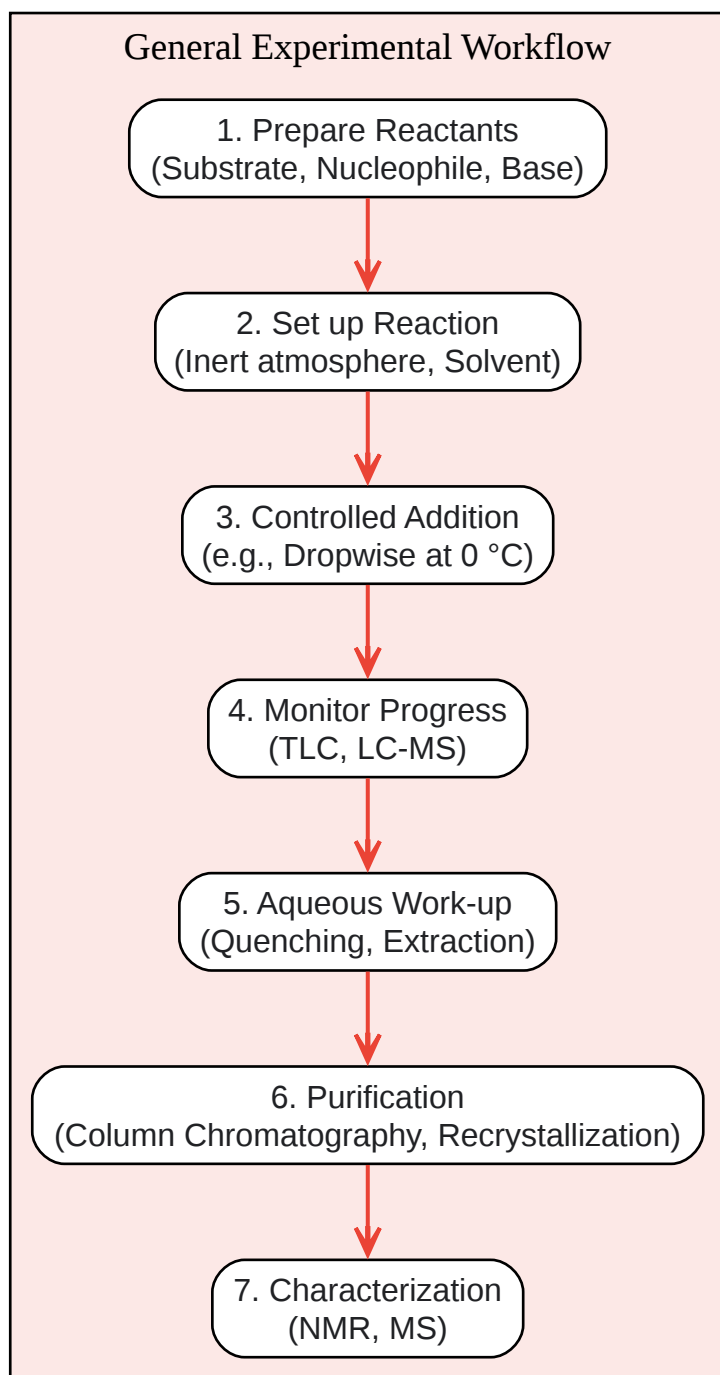 General Experimental Workflow
1. Prepare Reactants
(Substrate, Nucleophile, Base)
2. Set up Reaction
(Inert atmosphere, Solvent)
3. Controlled Addition
(e.g., Dropwise at 0 °C)
4. Monitor Progress
(TLC, LC-MS)
5. Aqueous Work-up
(Quenching, Extraction)
6. Purification
(Column Chromatography, Recrystallization)
7. Characterization
(NMR, MS)